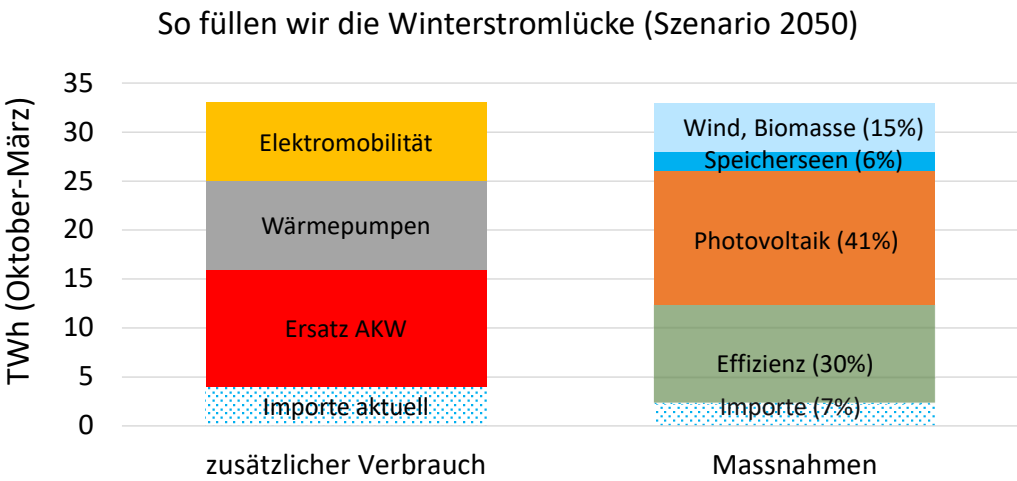 So füllen wir die Winterstromlücke (Szenario 2050)
TWh (Oktober-März)
35
30
25
20
15
10
5
0
Elektromobilität
Wärmepumpen
Ersatz AKW
Importe aktuell
Wind, Biomasse (15%)
Speicherseen (6%)
Photovoltaik (41%)
Effizienz (30%)
Importe (7%)
zusätzlicher Verbrauch
Massnahmen